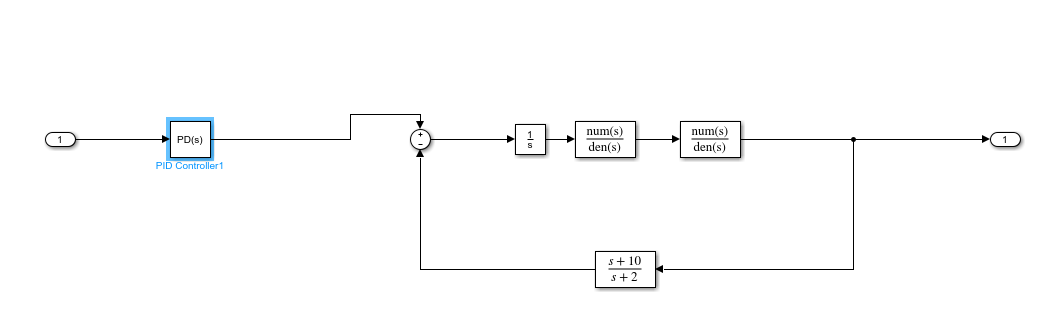 1
PD(s)
PID Controller1
+
−
1
s
num(s)
den(s)
num(s)
den(s)
1
s + 10
s + 2